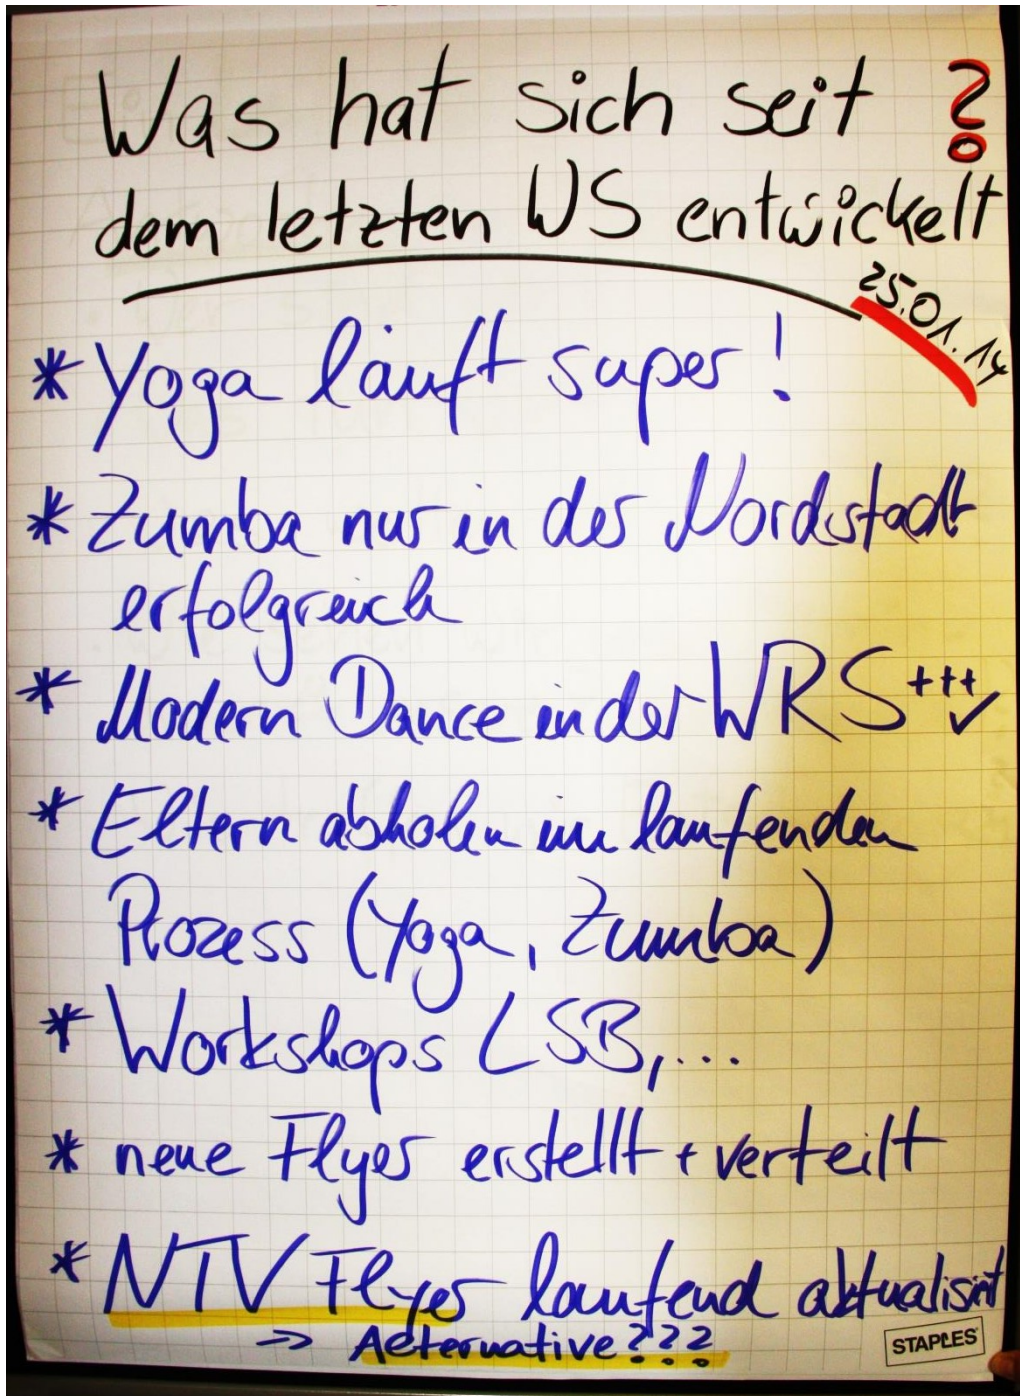 Was hat sich seit ?
dem letzten WS entwickelt
25.01.14
* Yoga läuft super!
* Zumba nur in der Nordstadt
erfolgreich
* Modern Dance in der WRS +++ ✓
* Eltern abholen im laufenden
Prozess (Yoga, Zumba)
* Workshops LSB,...
* neue Flyer erstellt + verteilt
* NTV Flyer laufend aktualisiert
=> Alternative???
STAPLES